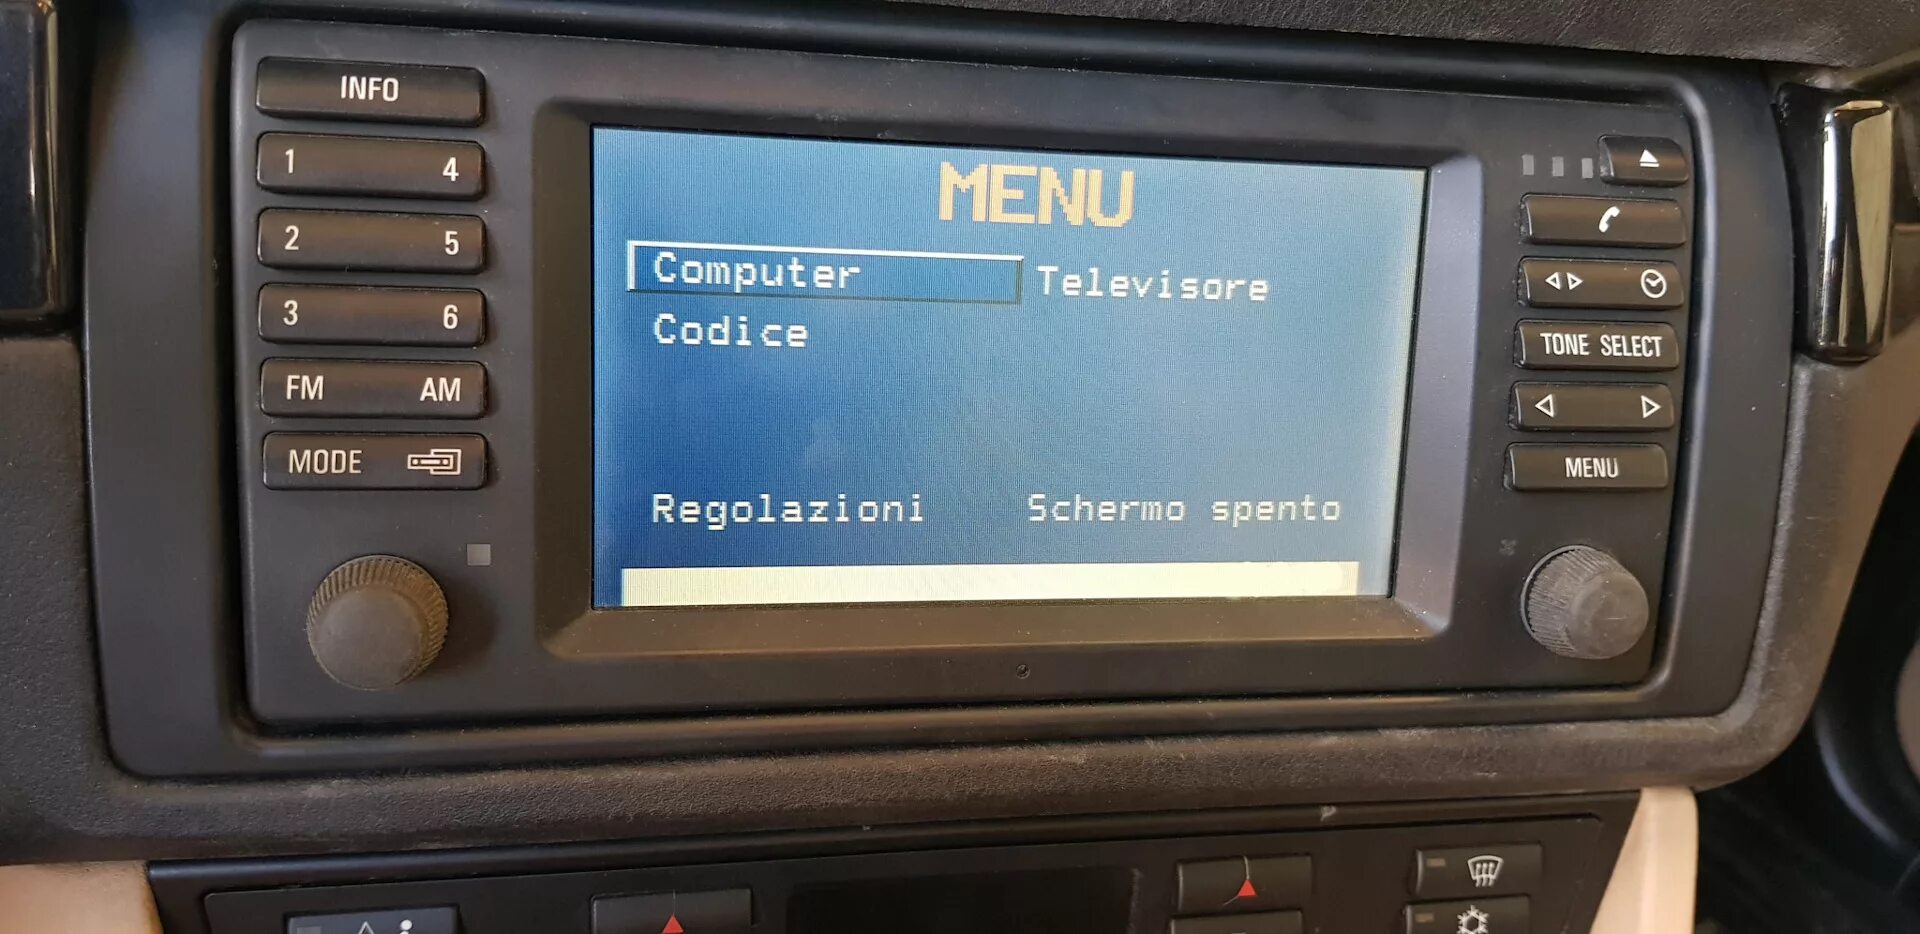 INFO
1 4
2 5
3 6
FM AM
MODE
MENU
Computer Televisore
Codice
Regolazioni Schermo spento
TONE SELECT
MENU